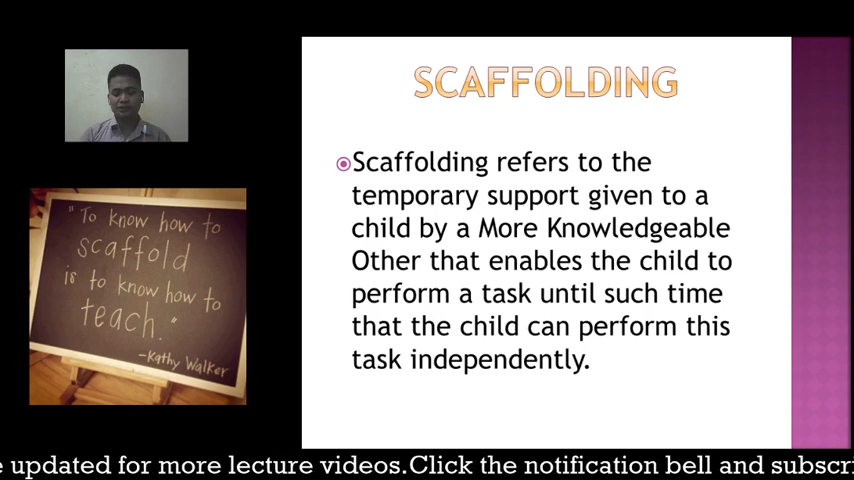 SCAFFOLDING
Scaffolding refers to the
temporary support given to a
child by a More Knowledgeable
Other that enables the child to
perform a task until such time
that the child can perform this
task independently.
"To know how to
scaffold
is to know how to
teach."
-Kathy Walker
updated for more lecture videos.Click the notification bell and